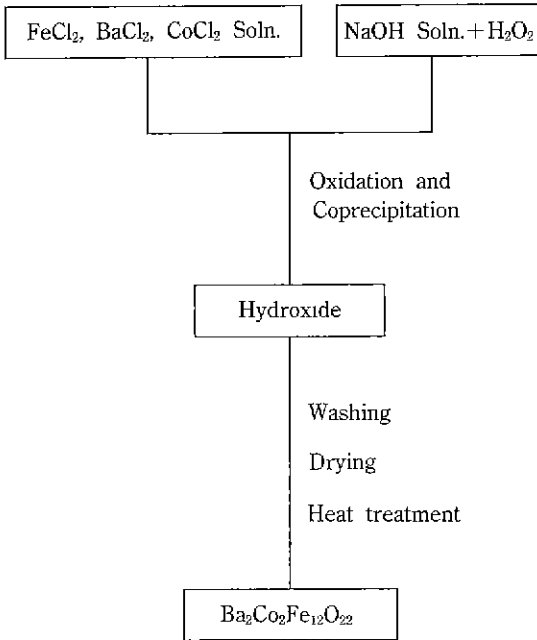 FeCl₂, BaCl₂, CoCl₂ Soln.
NaOH Soln.+H₂O₂
Oxidation and
Coprecipitation
Hydroxide
Washing
Drying
Heat treatment
Ba₂Co₂Fe₁₂O₂₂